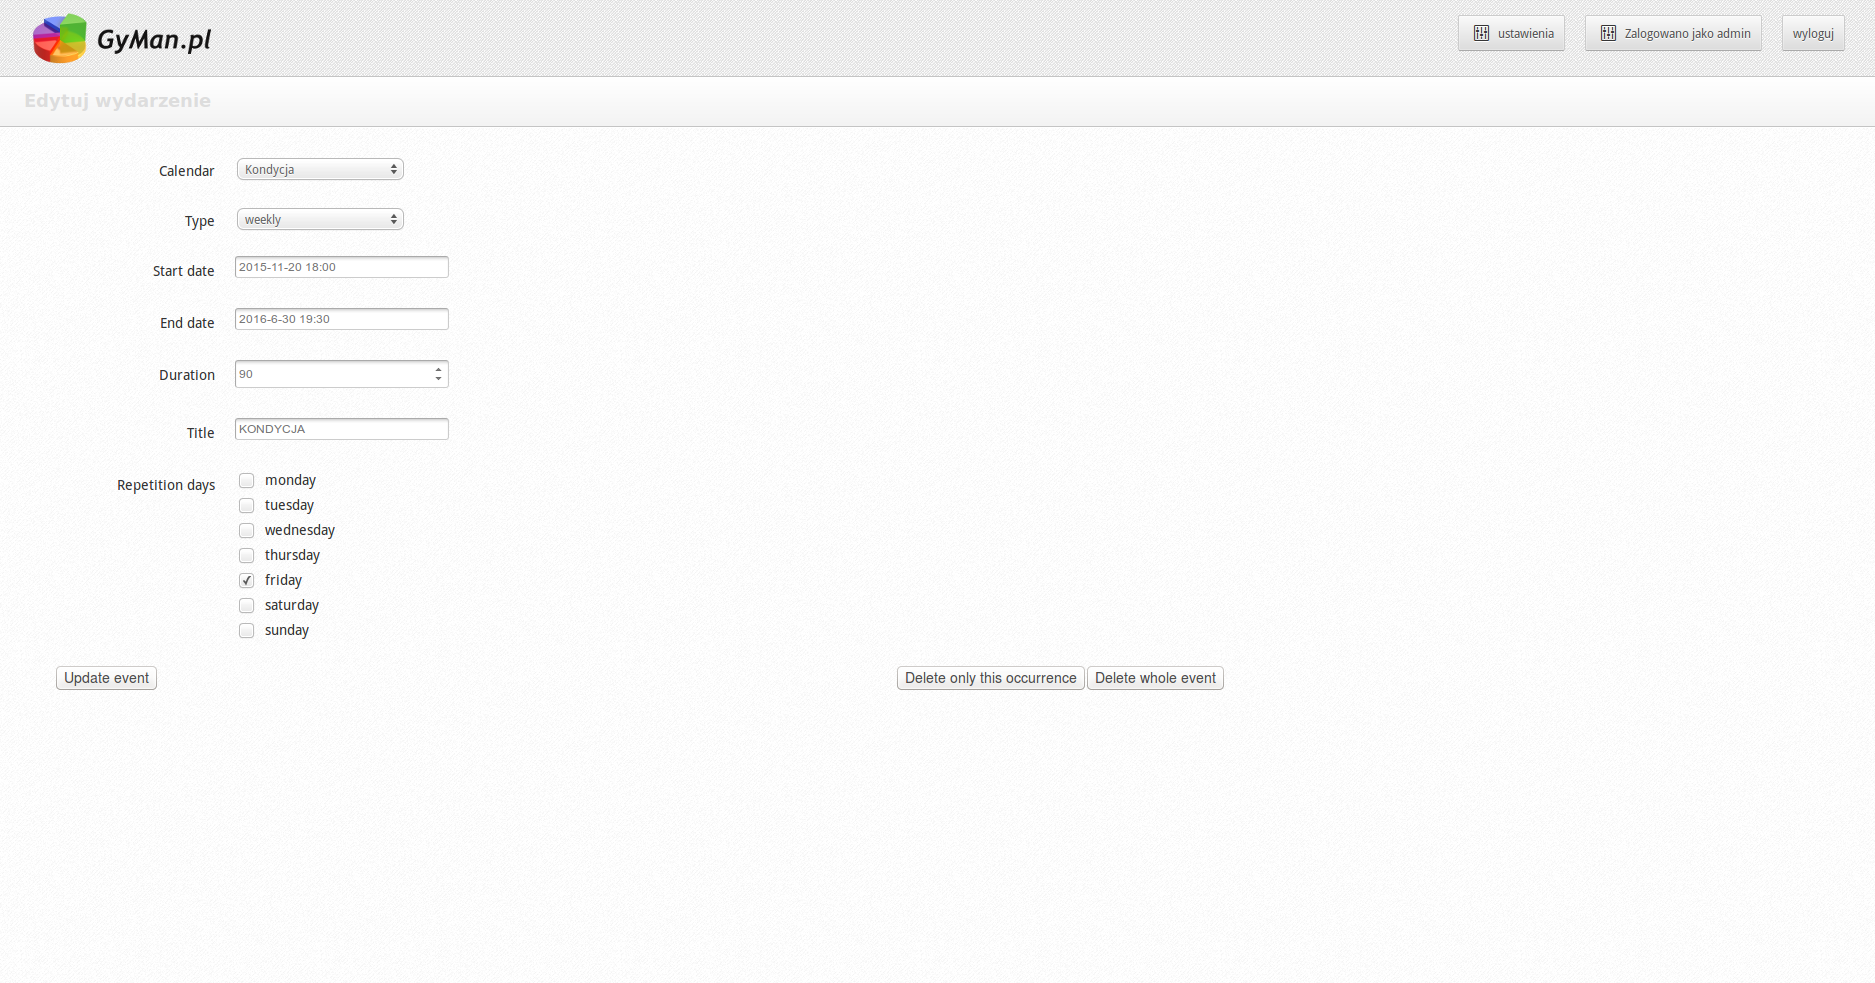 GyMan.pl
ustawienia
Zalogowano jako admin
wyloguj
Edytuj wydarzenie
Calendar Kondycja
Type weekly
Start date 2015-11-20 18:00
End date 2016-6-30 19:30
Duration 90
Title KONDYCJA
Repetition days monday
tuesday
wednesday
thursday
friday
saturday
sunday
Update event
Delete only this occurrence
Delete whole event